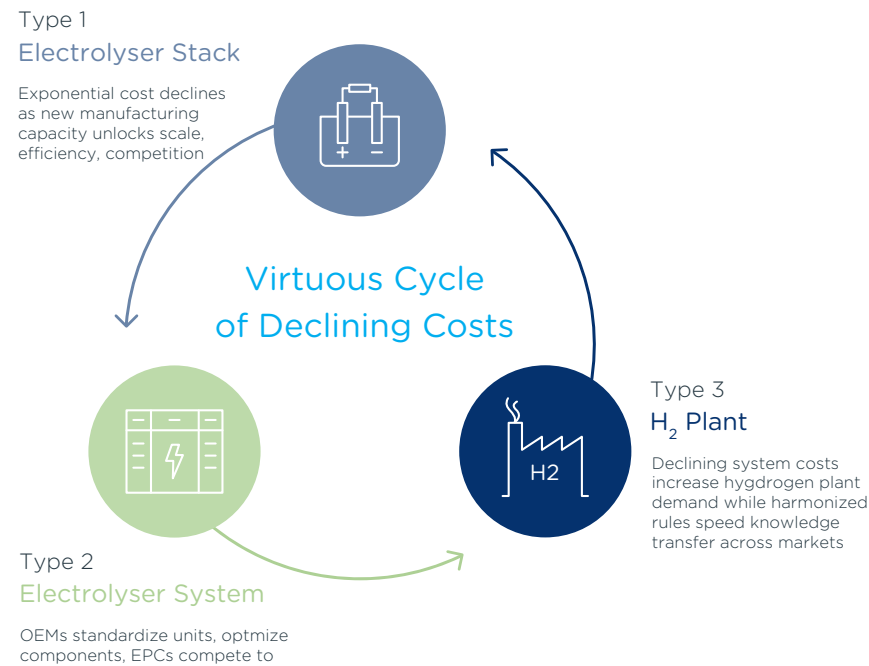 Type 1
Electrolyser Stack
Exponential cost declines
as new manufacturing
capacity unlocks scale,
efficiency, competition
+ −
Virtuous Cycle
of Declining Costs
H2
Type 3
H2 Plant
Declining system costs
increase hygdrogen plant
demand while harmonized
rules speed knowledge
transfer across markets
Type 2
Electrolyser System
OEMs standardize units, optmize
components, EPCs compete to